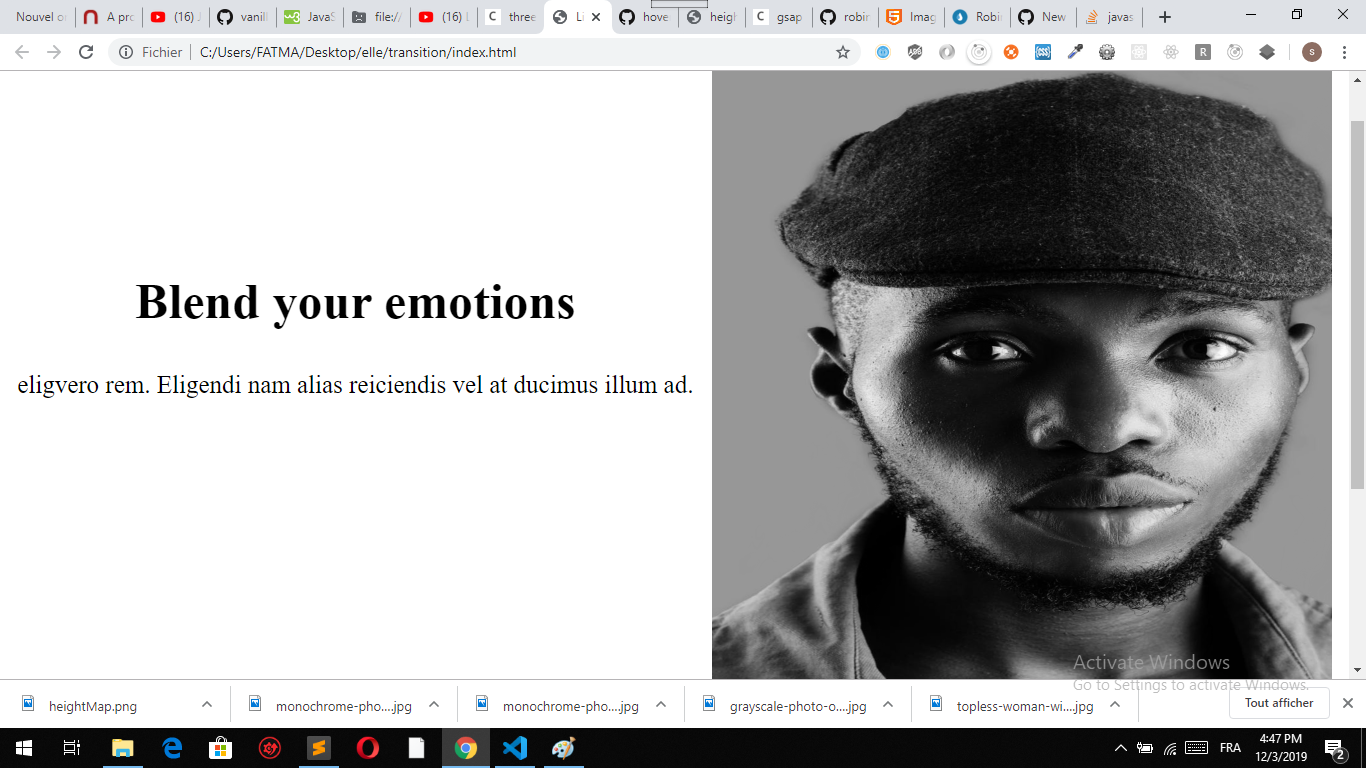 Nouvel o
A pro
(16) J
vanill
JavaS
file://
(16) L
three
Li
hove
heigh
gsap
robin
Imag
Robin
New
javas
Fichier
C:/Users/FATMA/Desktop/elle/transition/index.html
ABP
CSS
R
S
Blend your emotions
eligvero rem. Eligendi nam alias reiciendis vel at ducimus illum ad.
Activate Windows
Go to Settings to activate Windows.
heightMap.png
monochrome-pho....jpg
monochrome-pho....jpg
grayscale-photo-o....jpg
topless-woman-wi....jpg
Tout afficher
FRA
4:47 PM
12/3/2019
2